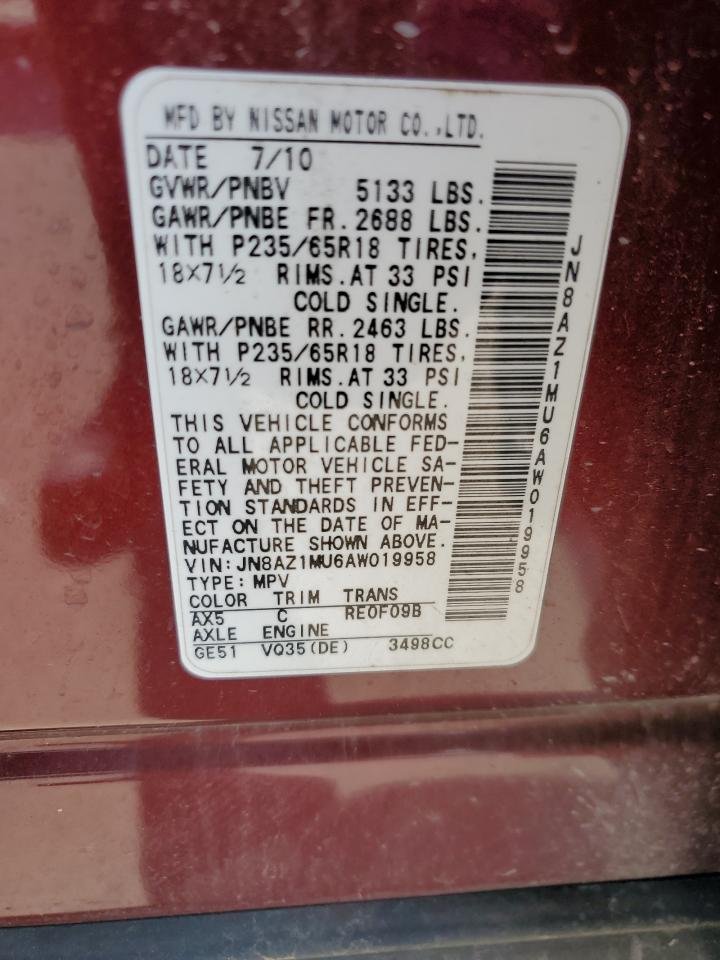 MFD BY NISSAN MOTOR CO.,LTD.
DATE 7/10
GVWR/PNBV 5133 LBS.
GAWR/PNBE FR. 2688 LBS.
WITH P235/65R18 TIRES,
18X7½ RIMS. AT 33 PSI
COLD SINGLE.
GAWR/PNBE RR. 2463 LBS.
WITH P235/65R18 TIRES,
18X7½ RIMS. AT 33 PSI
COLD SINGLE.
THIS VEHICLE CONFORMS
TO ALL APPLICABLE FED-
ERAL MOTOR VEHICLE SA-
FETY AND THEFT PREVEN-
TION STANDARDS IN EFF-
ECT ON THE DATE OF MA-
NUFACTURE SHOWN ABOVE.
VIN:JN8AZ1MU6AW019958
TYPE:MPV
COLOR TRIM TRANS
AX5 C RE0F09B
AXLE ENGINE
GE51 VQ35(DE) 3498CC
JN8AZ1MU6AW019958